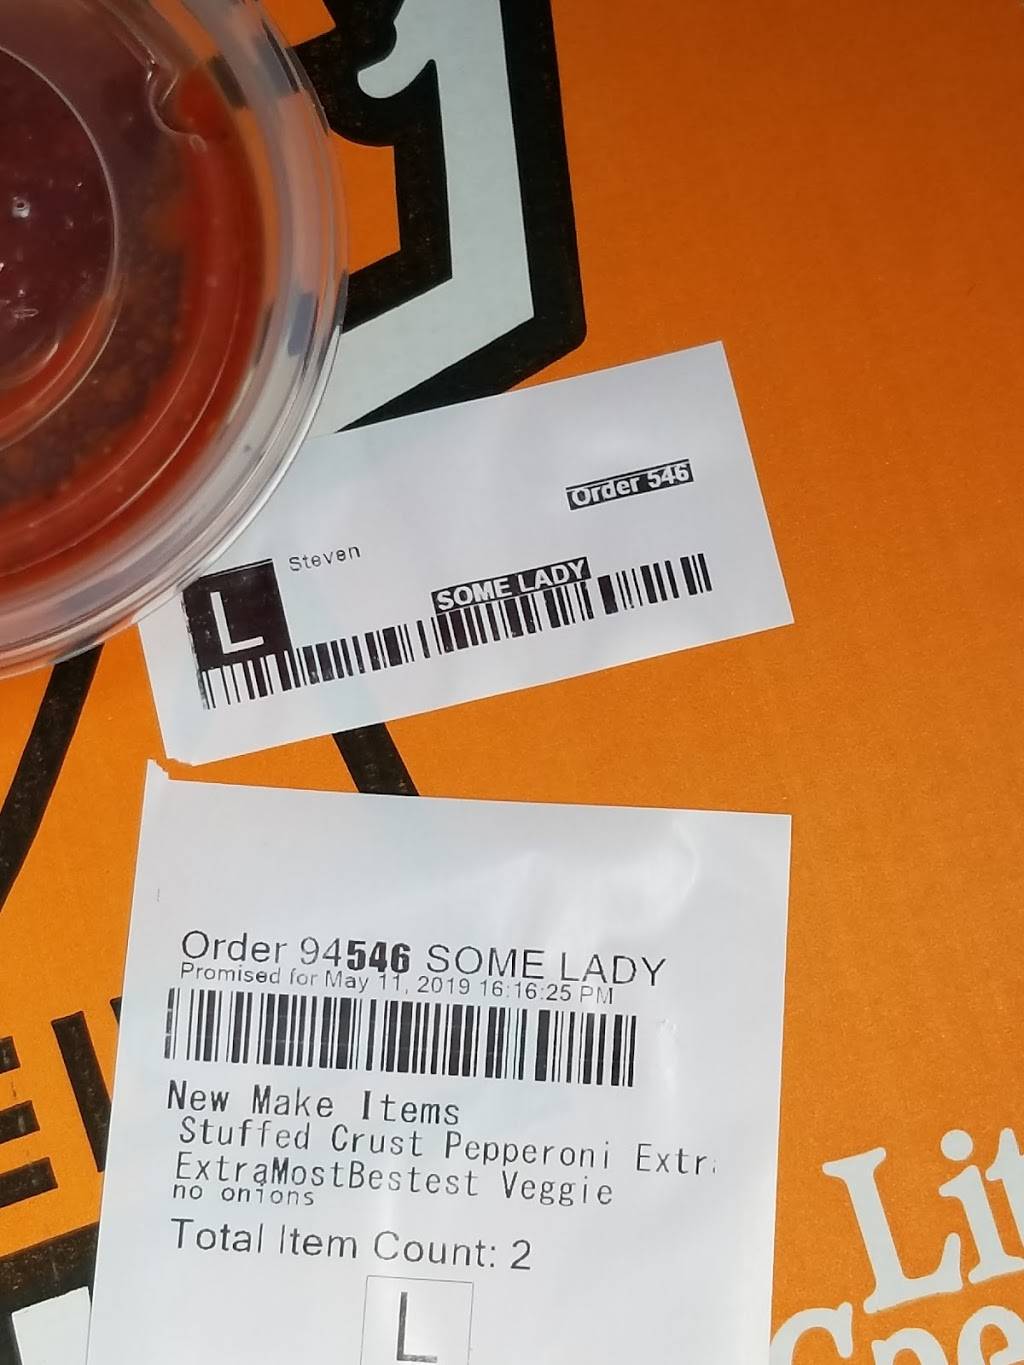 Order 546
Steven
SOME LADY
L
Order 94546 SOME LADY
Promised for May 11, 2019 16:16:25 PM
New Make Items
Stuffed Crust Pepperoni Extr
ExtraMostBestest Veggie
no onions
Total Item Count: 2
L
Lit